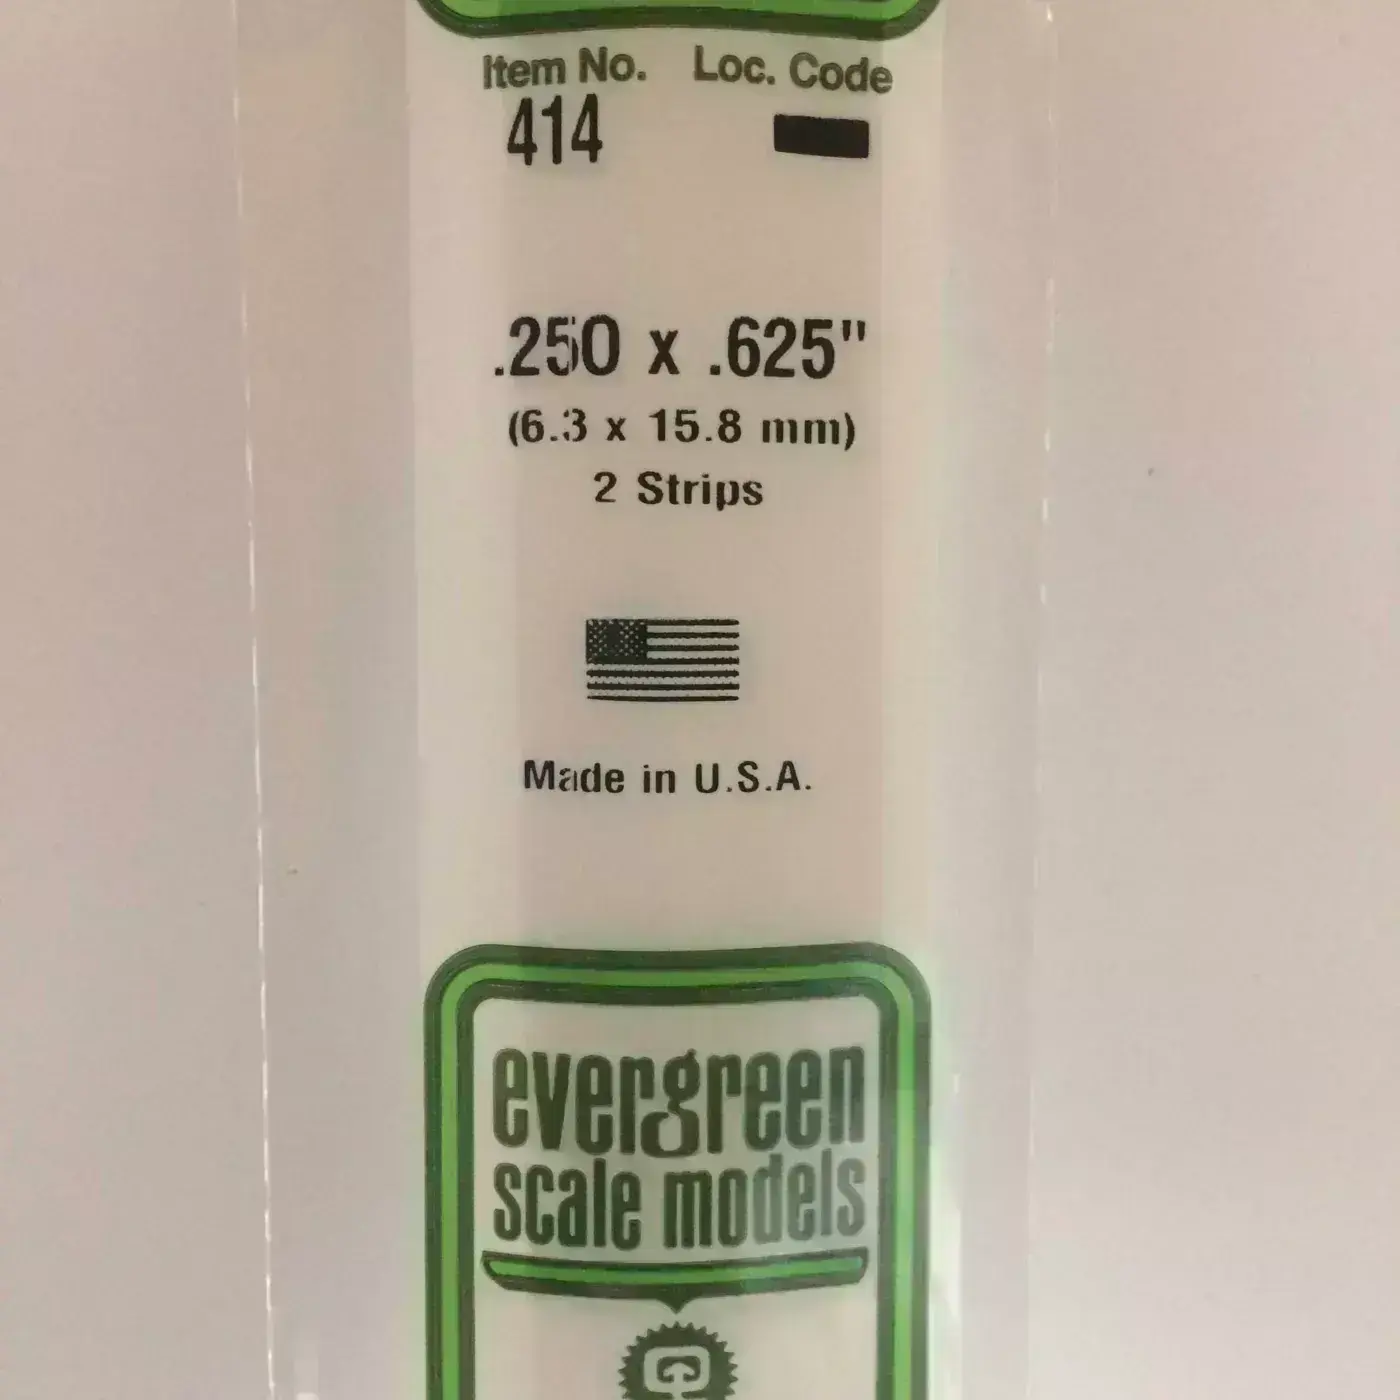 Item No. Loc. Code
414
.250 x .625"
(6.3 x 15.8 mm)
2 Strips
Made in U.S.A.
evergreen
scale models